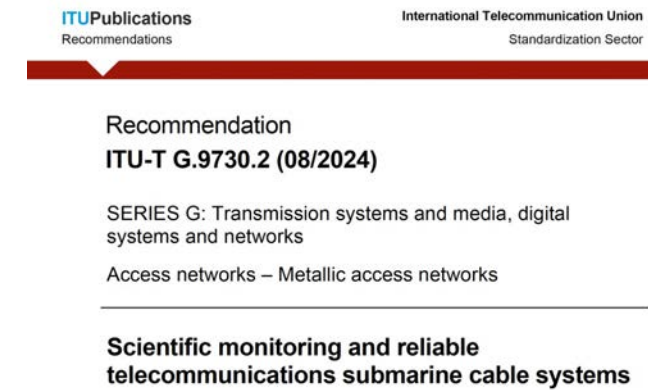 ITUPublications
International Telecommunication Union
Recommendations
Standardization Sector
Recommendation
ITU-T G.9730.2 (08/2024)
SERIES G: Transmission systems and media, digital
systems and networks
Access networks – Metallic access networks
Scientific monitoring and reliable
telecommunications submarine cable systems